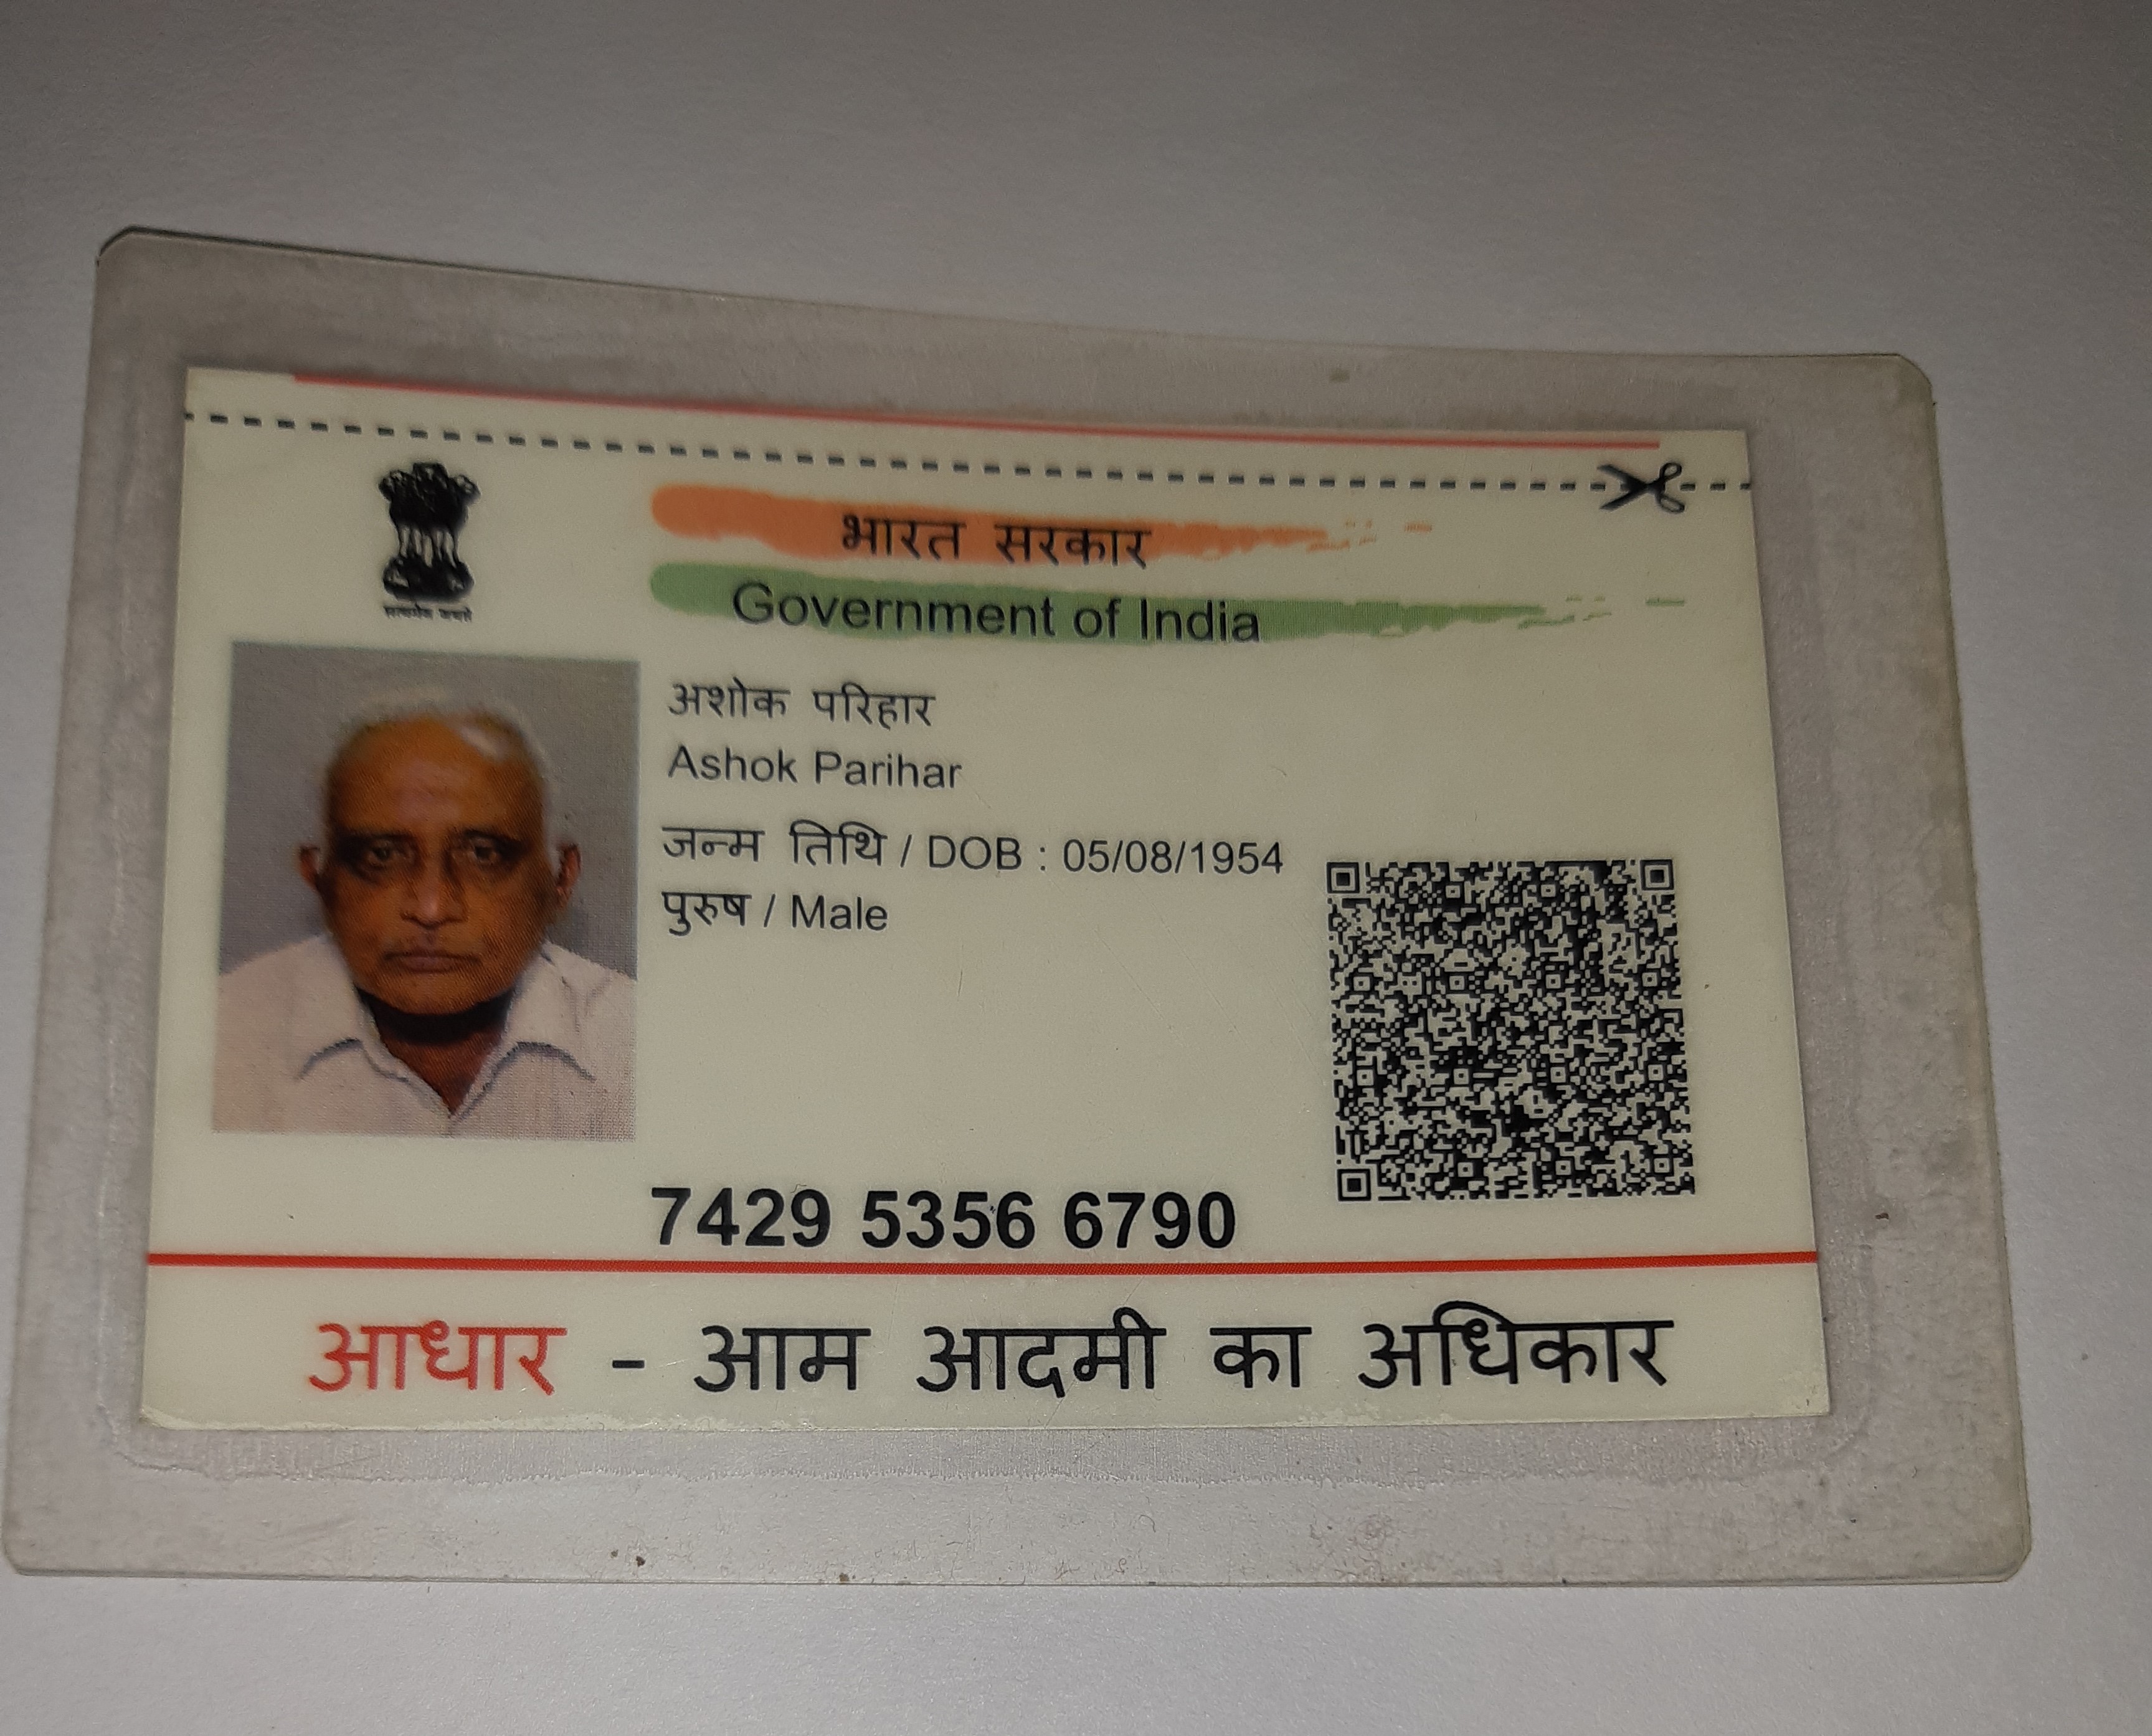 भारत सरकार
Government of India
सत्यमेव जयते
अशोक परिहार
Ashok Parihar
जन्म तिथि / DOB : 05/08/1954
पुरुष / Male
7429 5356 6790
आधार - आम आदमी का अधिकार